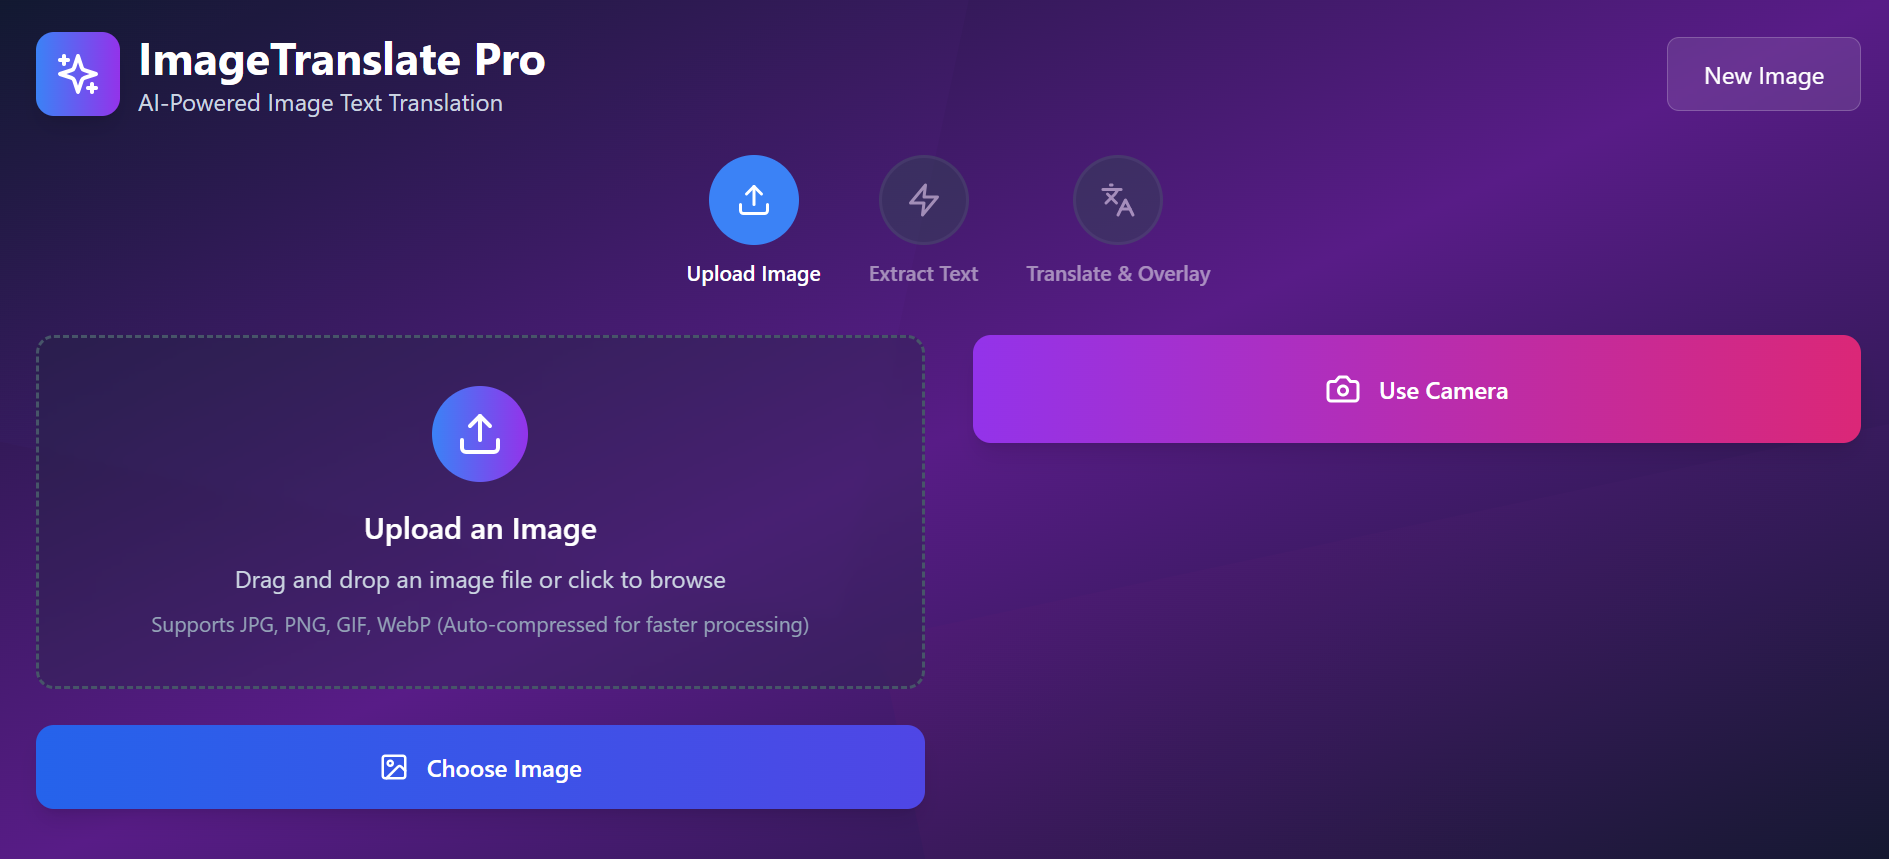 ImageTranslate Pro
AI-Powered Image Text Translation
New Image
Upload Image
Extract Text
Translate & Overlay
Upload an Image
Drag and drop an image file or click to browse
Supports JPG, PNG, GIF, WebP (Auto-compressed for faster processing)
Choose Image
Use Camera